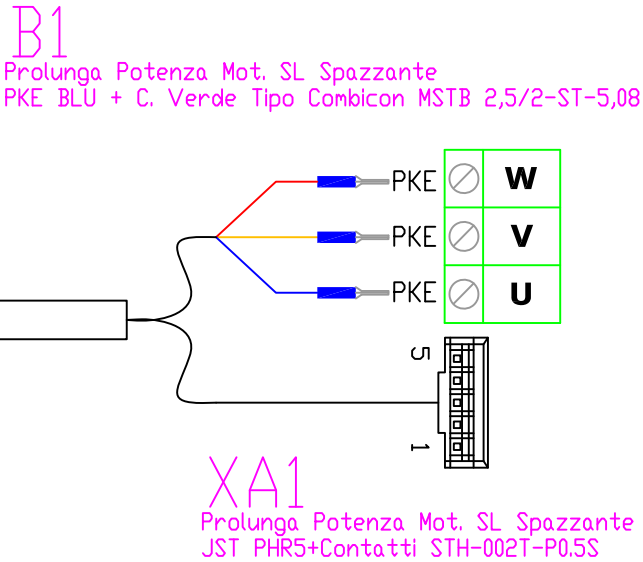 B1
Prolunga Potenza Mot. SL Spazzante
PKE BLU + C. Verde Tipo Combicon MSTB 2,5/2-ST-5,08
PKE W
PKE V
PKE U
5
1
XA1
Prolunga Potenza Mot. SL Spazzante
JST PHR5+Contatti STH-002T-P0.5S